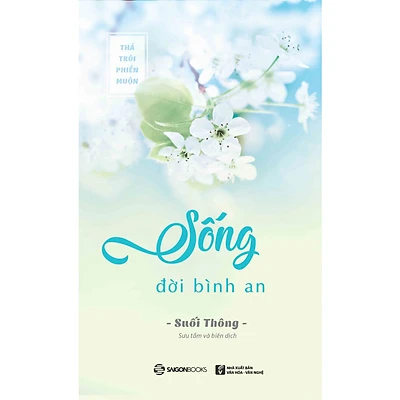 THẢ
TRÔI
PHIỀN
MUỘN
Sống
đời bình an
- Suối Thông -
Sưu tầm và biên dịch
SAIGONBOOKS
NHÀ XUẤT BẢN
VĂN HÓA - VĂN NGHỆ